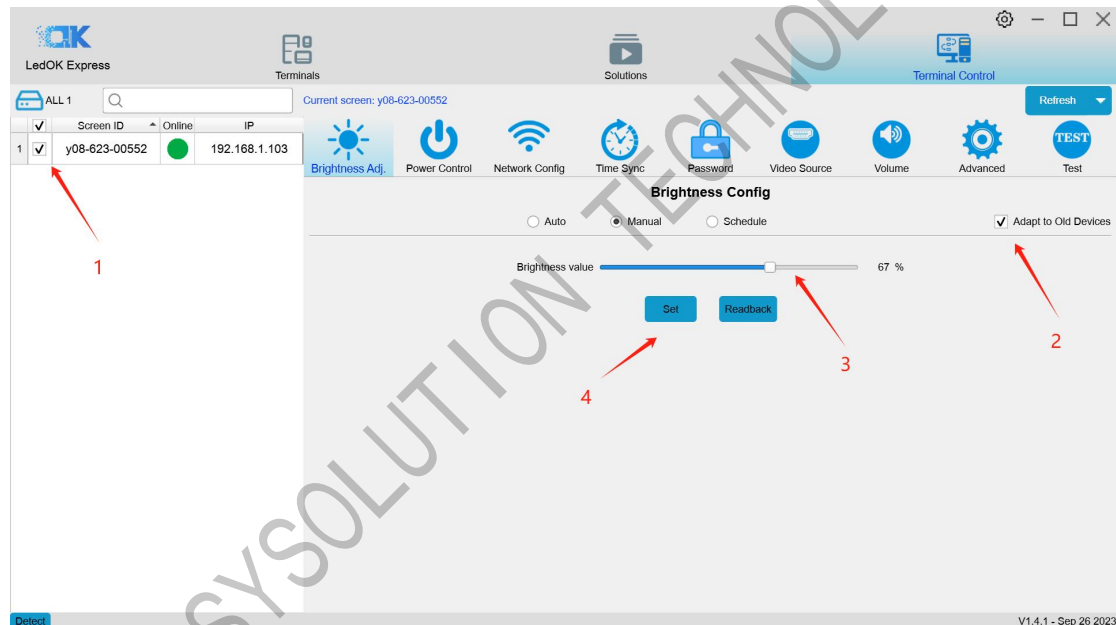 OK
LedOK Express
Terminals
Solutions
Terminal Control
ALL 1
Current screen: y08-623-00552
Refresh
Screen ID Online IP
1 y08-623-00552 192.168.1.103
TEST
Brightness Adj. Power Control Network Config Time Sync Password Video Source Volume Advanced Test
Brightness Config
Auto Manual Schedule Adapt to Old Devices
Brightness value 67 %
Set Readback
1
2
3
4
SYSOLUTION TECHNOL
Detect V1.4.1 - Sep 26 2023